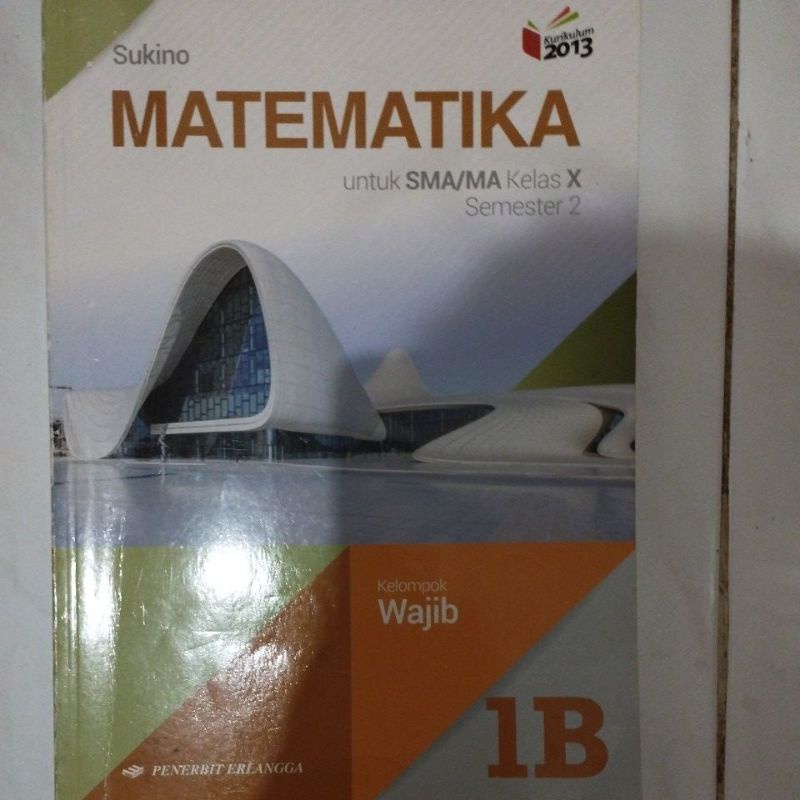 Sukino
Kurikulum
2013
MATEMATIKA
untuk SMA/MA Kelas X
Semester 2
Kelompok
Wajib
1B
PENERBIT ERLANGGA